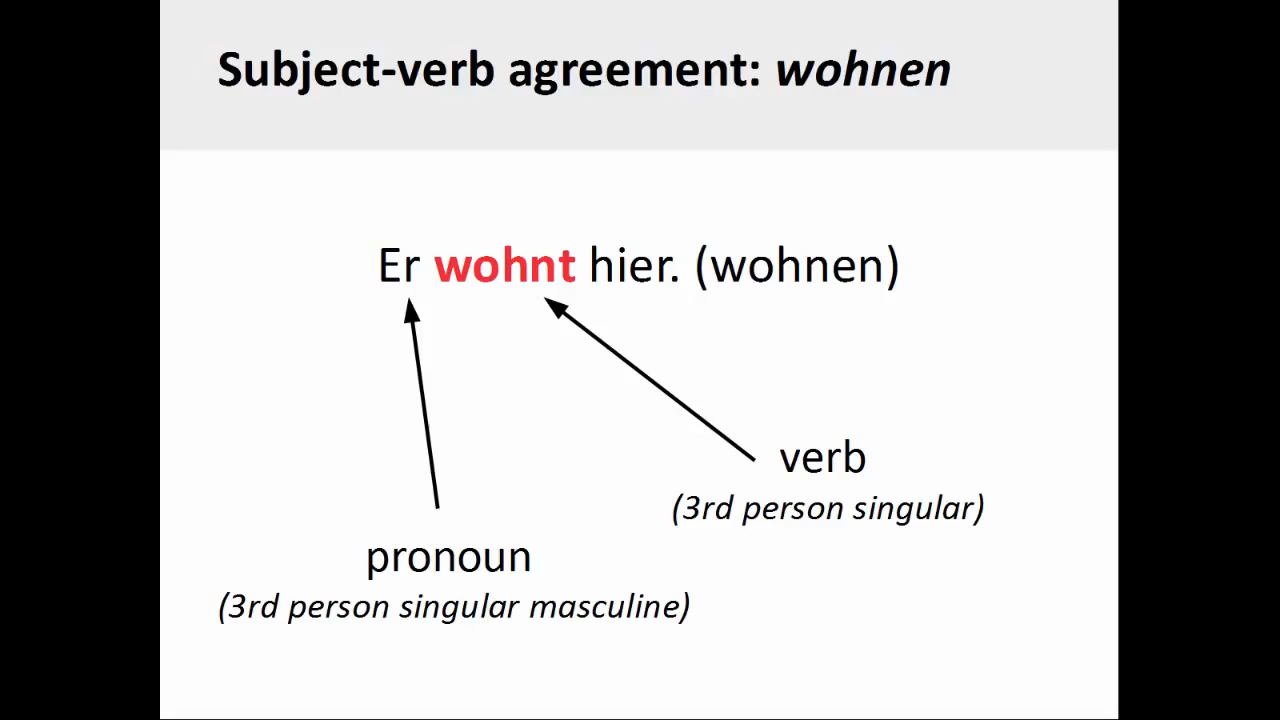 Subject-verb agreement: wohnen
Er wohnt hier. (wohnen)
verb
(3rd person singular)
pronoun
(3rd person singular masculine)